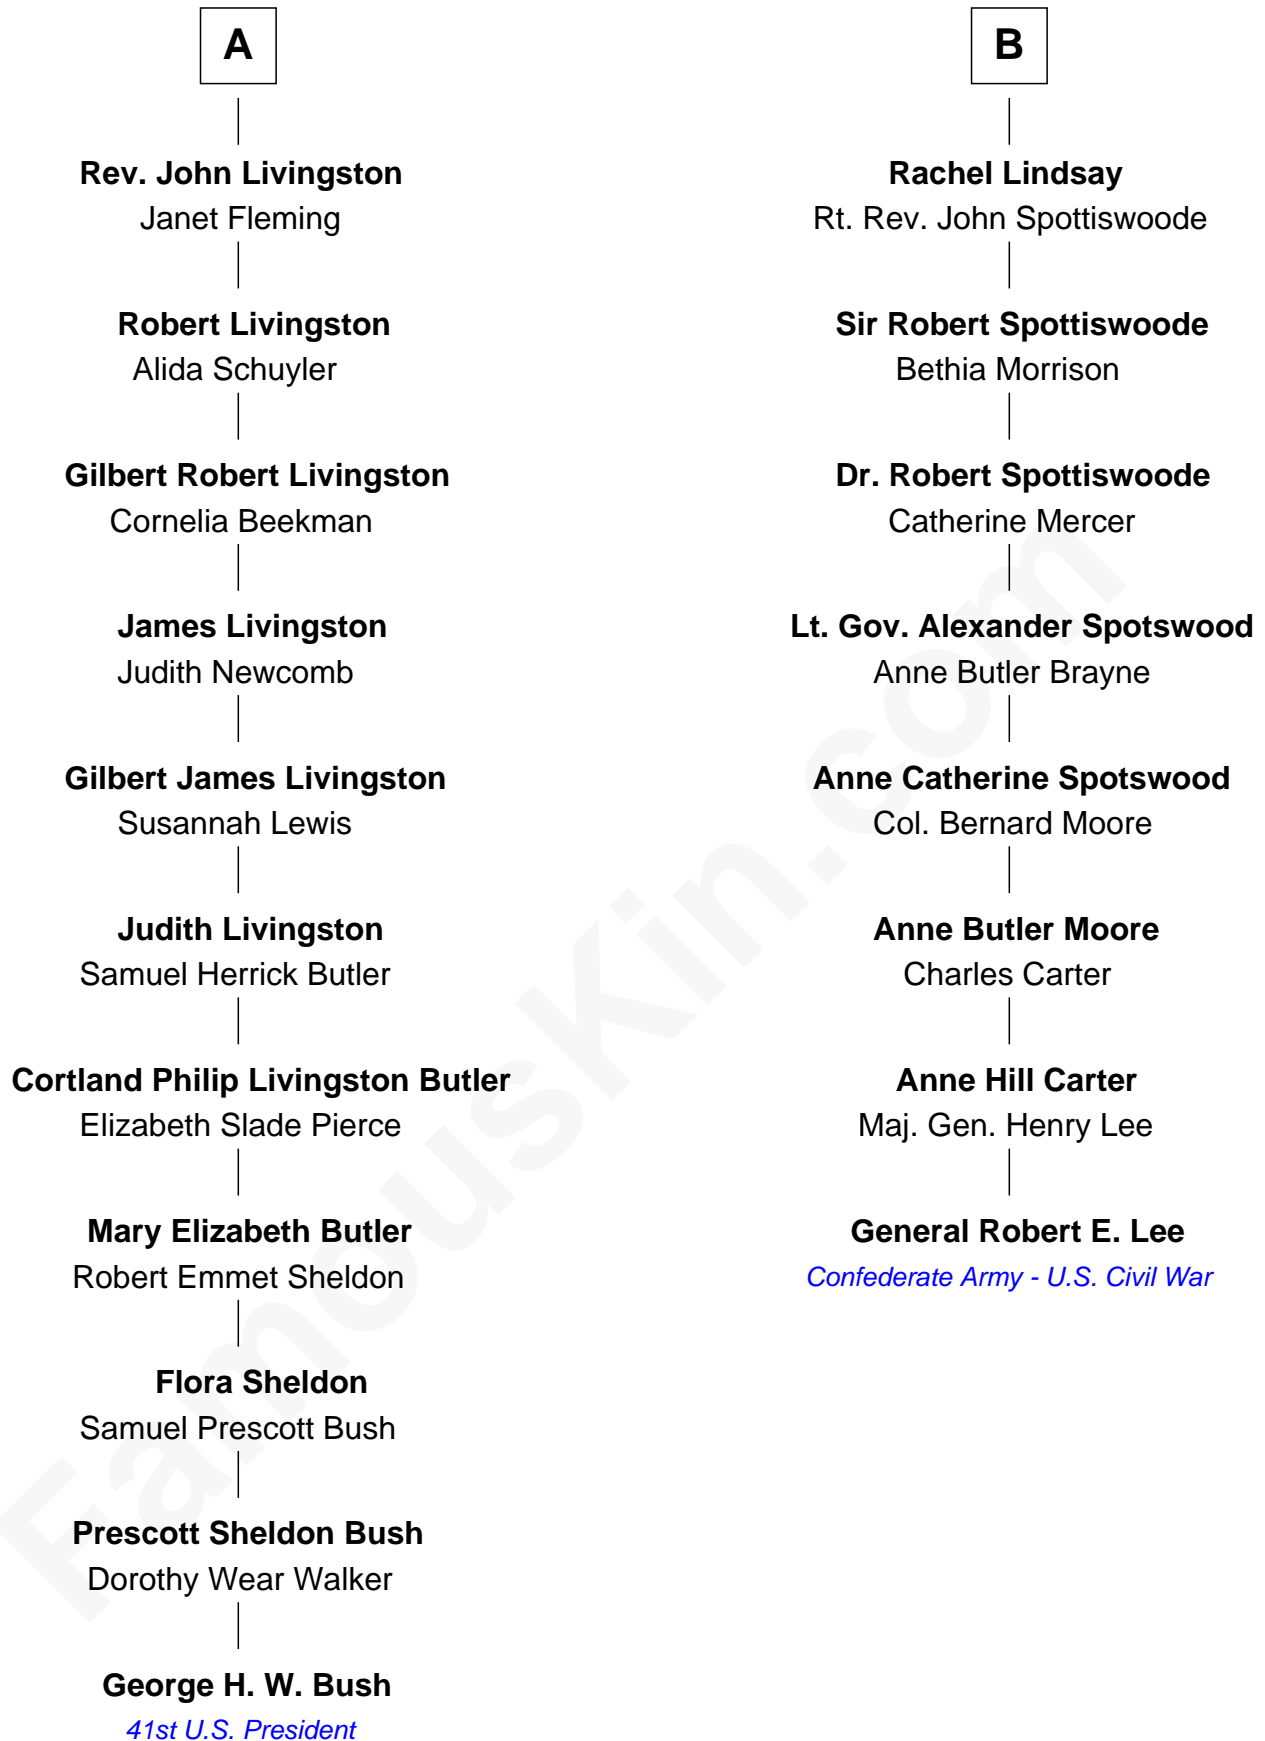 A
Rev. John Livingston
Janet Fleming
Robert Livingston
Alida Schuyler
Gilbert Robert Livingston
Cornelia Beekman
James Livingston
Judith Newcomb
Gilbert James Livingston
Susannah Lewis
Judith Livingston
Samuel Herrick Butler
Cortland Philip Livingston Butler
Elizabeth Slade Pierce
Mary Elizabeth Butler
Robert Emmet Sheldon
Flora Sheldon
Samuel Prescott Bush
Prescott Sheldon Bush
Dorothy Wear Walker
George H. W. Bush
41st U.S. President
B
Rachel Lindsay
Rt. Rev. John Spottiswoode
Sir Robert Spottiswoode
Bethia Morrison
Dr. Robert Spottiswoode
Catherine Mercer
Lt. Gov. Alexander Spotswood
Anne Butler Brayne
Anne Catherine Spotswood
Col. Bernard Moore
Anne Butler Moore
Charles Carter
Anne Hill Carter
Maj. Gen. Henry Lee
General Robert E. Lee
Confederate Army - U.S. Civil War
FamousKin.com